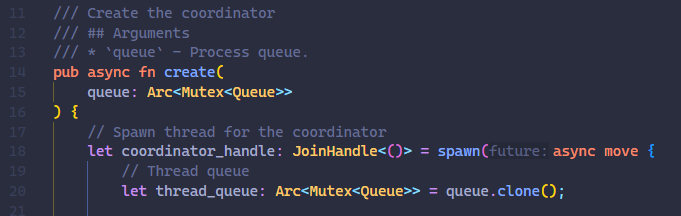 11 /// Create the coordinator
12 /// ## Arguments
13 /// * `queue` - Process queue.
14 pub async fn create(
15     queue: Arc<Mutex<Queue>>
16 ) {
17     // Spawn thread for the coordinator
18     let coordinator_handle: JoinHandle<()> = spawn(future: async move {
19         // Thread queue
20         let thread_queue: Arc<Mutex<Queue>> = queue.clone();
21